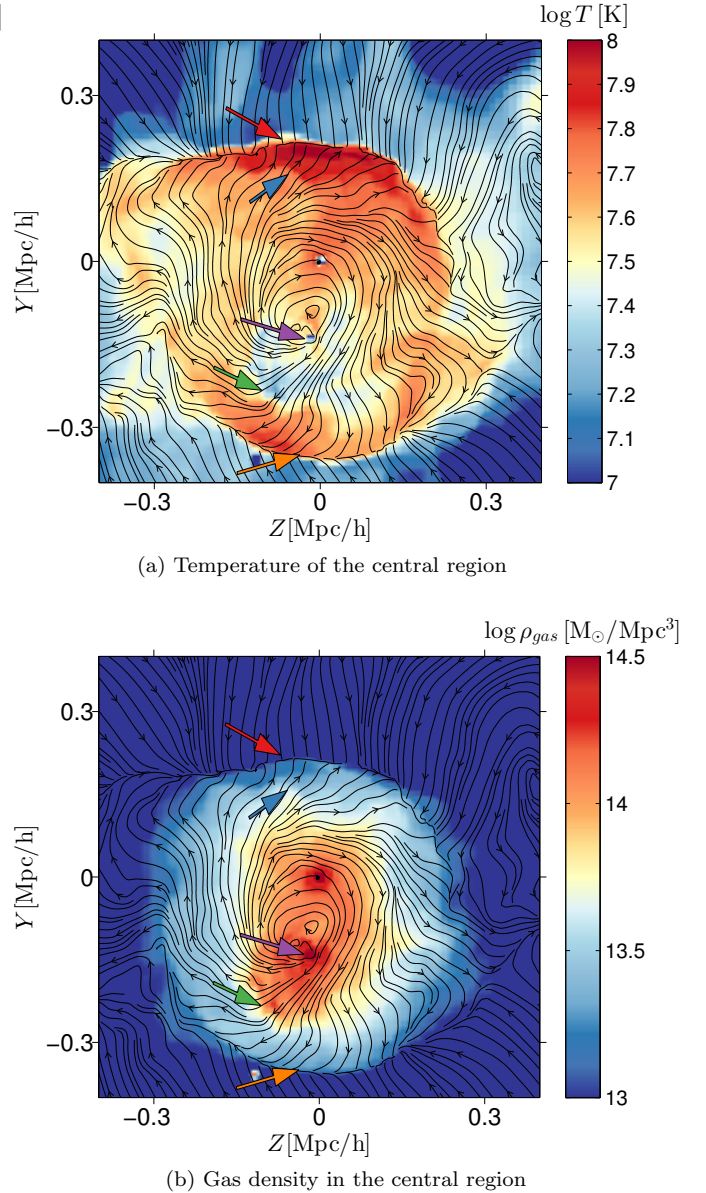 log T [K]
8
7.9
7.8
7.7
7.6
7.5
7.4
7.3
7.2
7.1
7
0.3
0
−0.3
Y [Mpc/h]
−0.3 0 0.3
Z[Mpc/h]
(a) Temperature of the central region
log ρgas [M⊙/Mpc³]
14.5
14
13.5
13
0.3
0
−0.3
Y [Mpc/h]
−0.3 0 0.3
Z[Mpc/h]
(b) Gas density in the central region